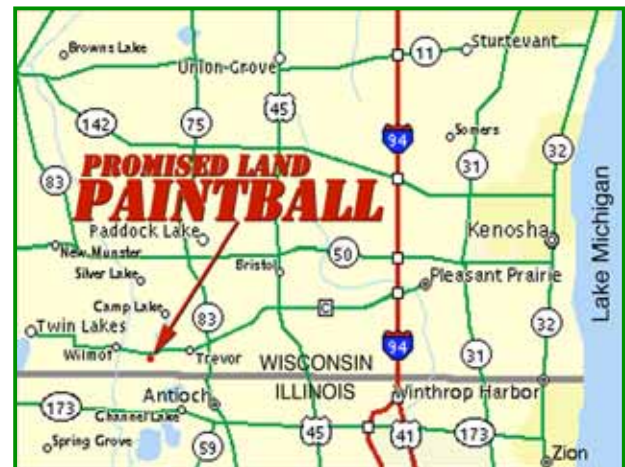 Browns Lake
Union Grove
11
Sturtevant
142
75
45
94
Somers
31
32
83
PROMISED LAND
PAINTBALL
Paddock Lake
Kenosha
Lake Michigan
New Munster
50
Silver Lake
Bristol
Pleasant Prairie
Camp Lake
83
C
Twin Lakes
32
Wilmot
Trevor
94
31
WISCONSIN
ILLINOIS
Antioch
Winthrop Harbor
173
Channel Lake
45
41
173
Spring Grove
59
Zion